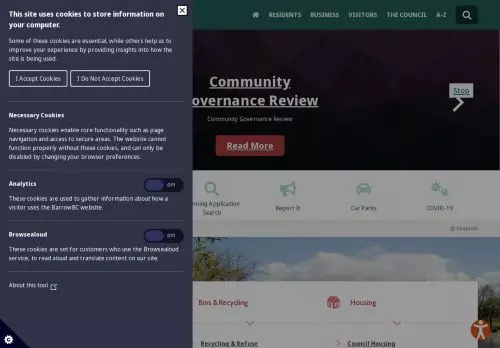 This site uses cookies to store information on
your computer.
Some of these cookies are essential, while others help us to
improve your experience by providing insights into how the
site is being used.
I Accept Cookies
I Do Not Accept Cookies
Necessary Cookies
Necessary cookies enable core functionality such as page
navigation and access to secure areas. The website cannot
function properly without these cookies, and can only be
disabled by changing your browser preferences.
Analytics
Off
These cookies are used to gather information about how a
visitor uses the BarrowBC website.
Browsealoud
Off
These cookies are set for customers who use the Browsealoud
service, to read aloud and translate content on our site.
About this tool
RESIDENTS BUSINESS VISITORS THE COUNCIL A-Z
Community
overnance Review
Community Governance Review
Read More
Stop
nning Application
Search
Report It
Car Parks
COVID-19
Bins & Recycling
Housing
Recycling & Refuse
Council Housing